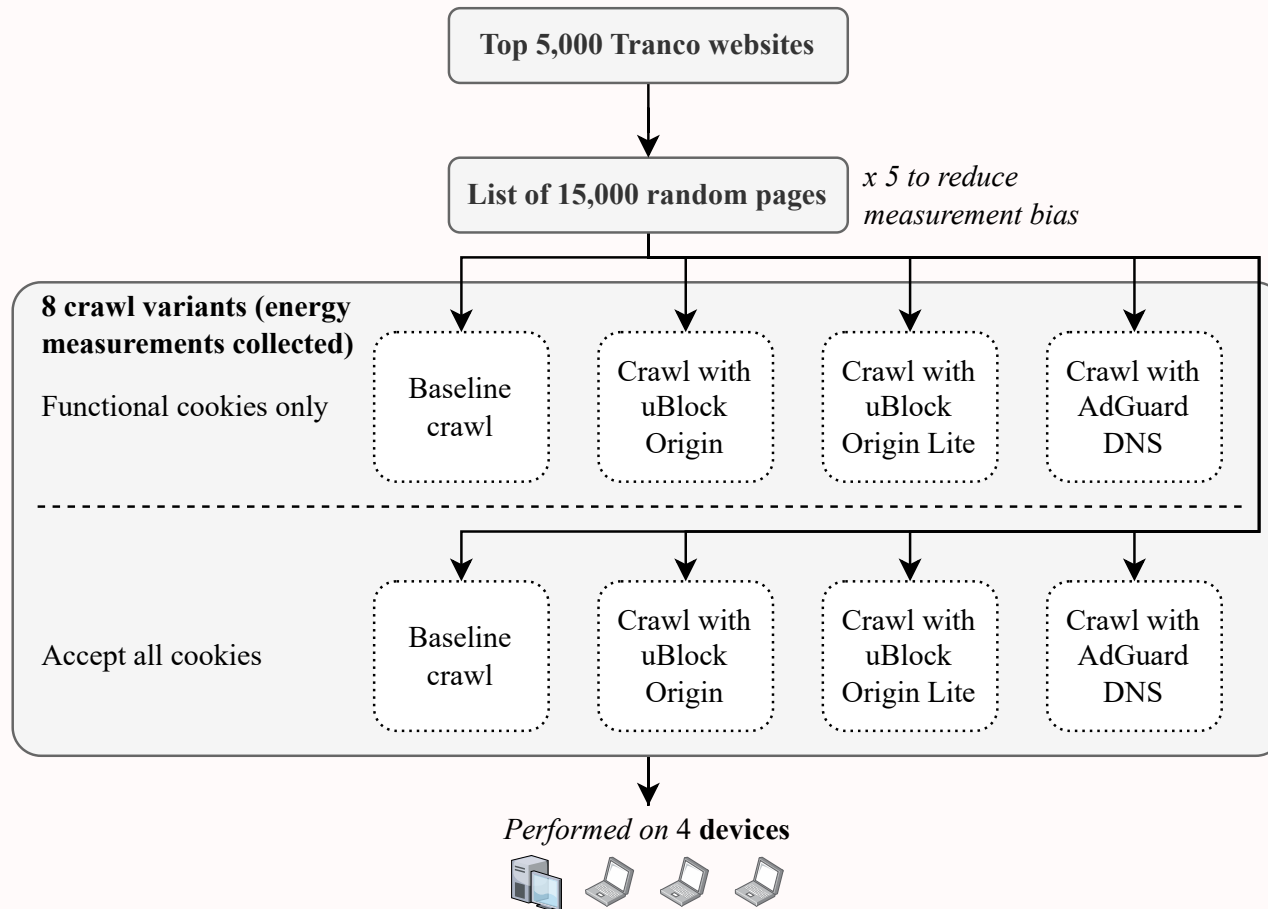 Top 5,000 Tranco websites
List of 15,000 random pages
x 5 to reduce
measurement bias
8 crawl variants (energy
measurements collected)
Functional cookies only
Baseline
crawl
Crawl with
uBlock
Origin
Crawl with
uBlock
Origin Lite
Crawl with
AdGuard
DNS
Accept all cookies
Baseline
crawl
Crawl with
uBlock
Origin
Crawl with
uBlock
Origin Lite
Crawl with
AdGuard
DNS
Performed on 4 devices